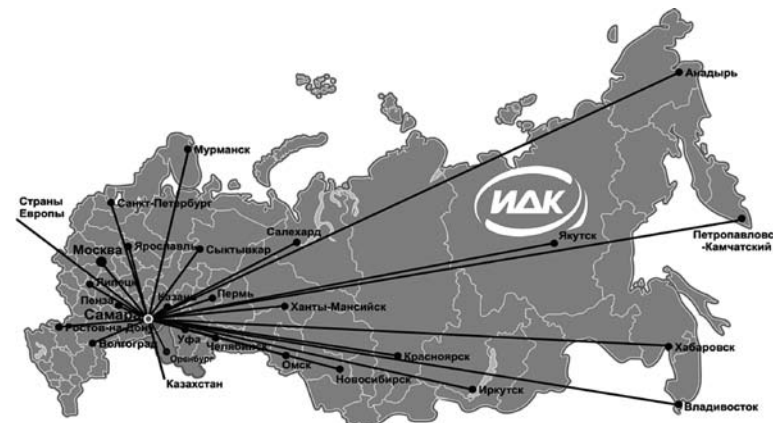 Анадырь
Мурманск
Страны
Европы
Санкт-Петербург
ИДК
Петропавловск
-Камчатский
Салехард
Якутск
Москва
Ярославль
Сыктывкар
Липецк
Казань
Пермь
Пенза
Ханты-Мансийск
Самара
Ростов-на-Дону
Уфа
Волгоград
Челябинск
Хабаровск
Оренбург
Омск
Красноярск
Казахстан
Новосибирск
Иркутск
Владивосток